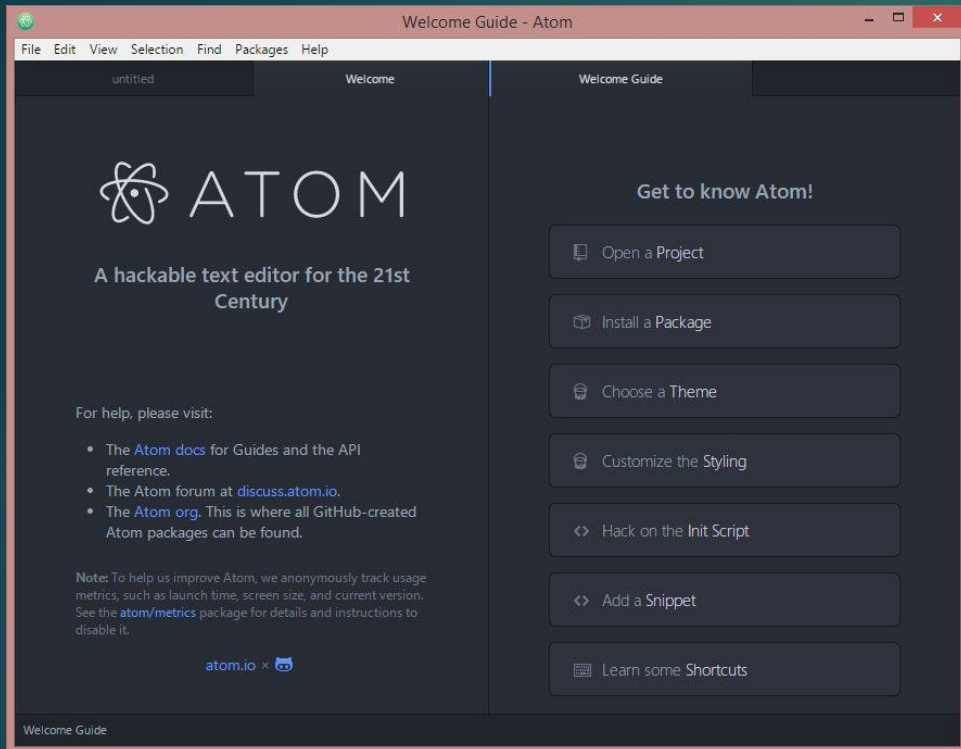 Welcome Guide - Atom
File Edit View Selection Find Packages Help
untitled
Welcome
Welcome Guide
ATOM
A hackable text editor for the 21st
Century
For help, please visit:
• The Atom docs for Guides and the API
reference.
• The Atom forum at discuss.atom.io.
• The Atom org. This is where all GitHub-created
Atom packages can be found.
Note: To help us improve Atom, we anonymously track usage
metrics, such as launch time, screen size, and current version.
See the atom/metrics package for details and instructions to
disable it.
atom.io ×
Get to know Atom!
Open a Project
Install a Package
Choose a Theme
Customize the Styling
Hack on the Init Script
Add a Snippet
Learn some Shortcuts
Welcome Guide